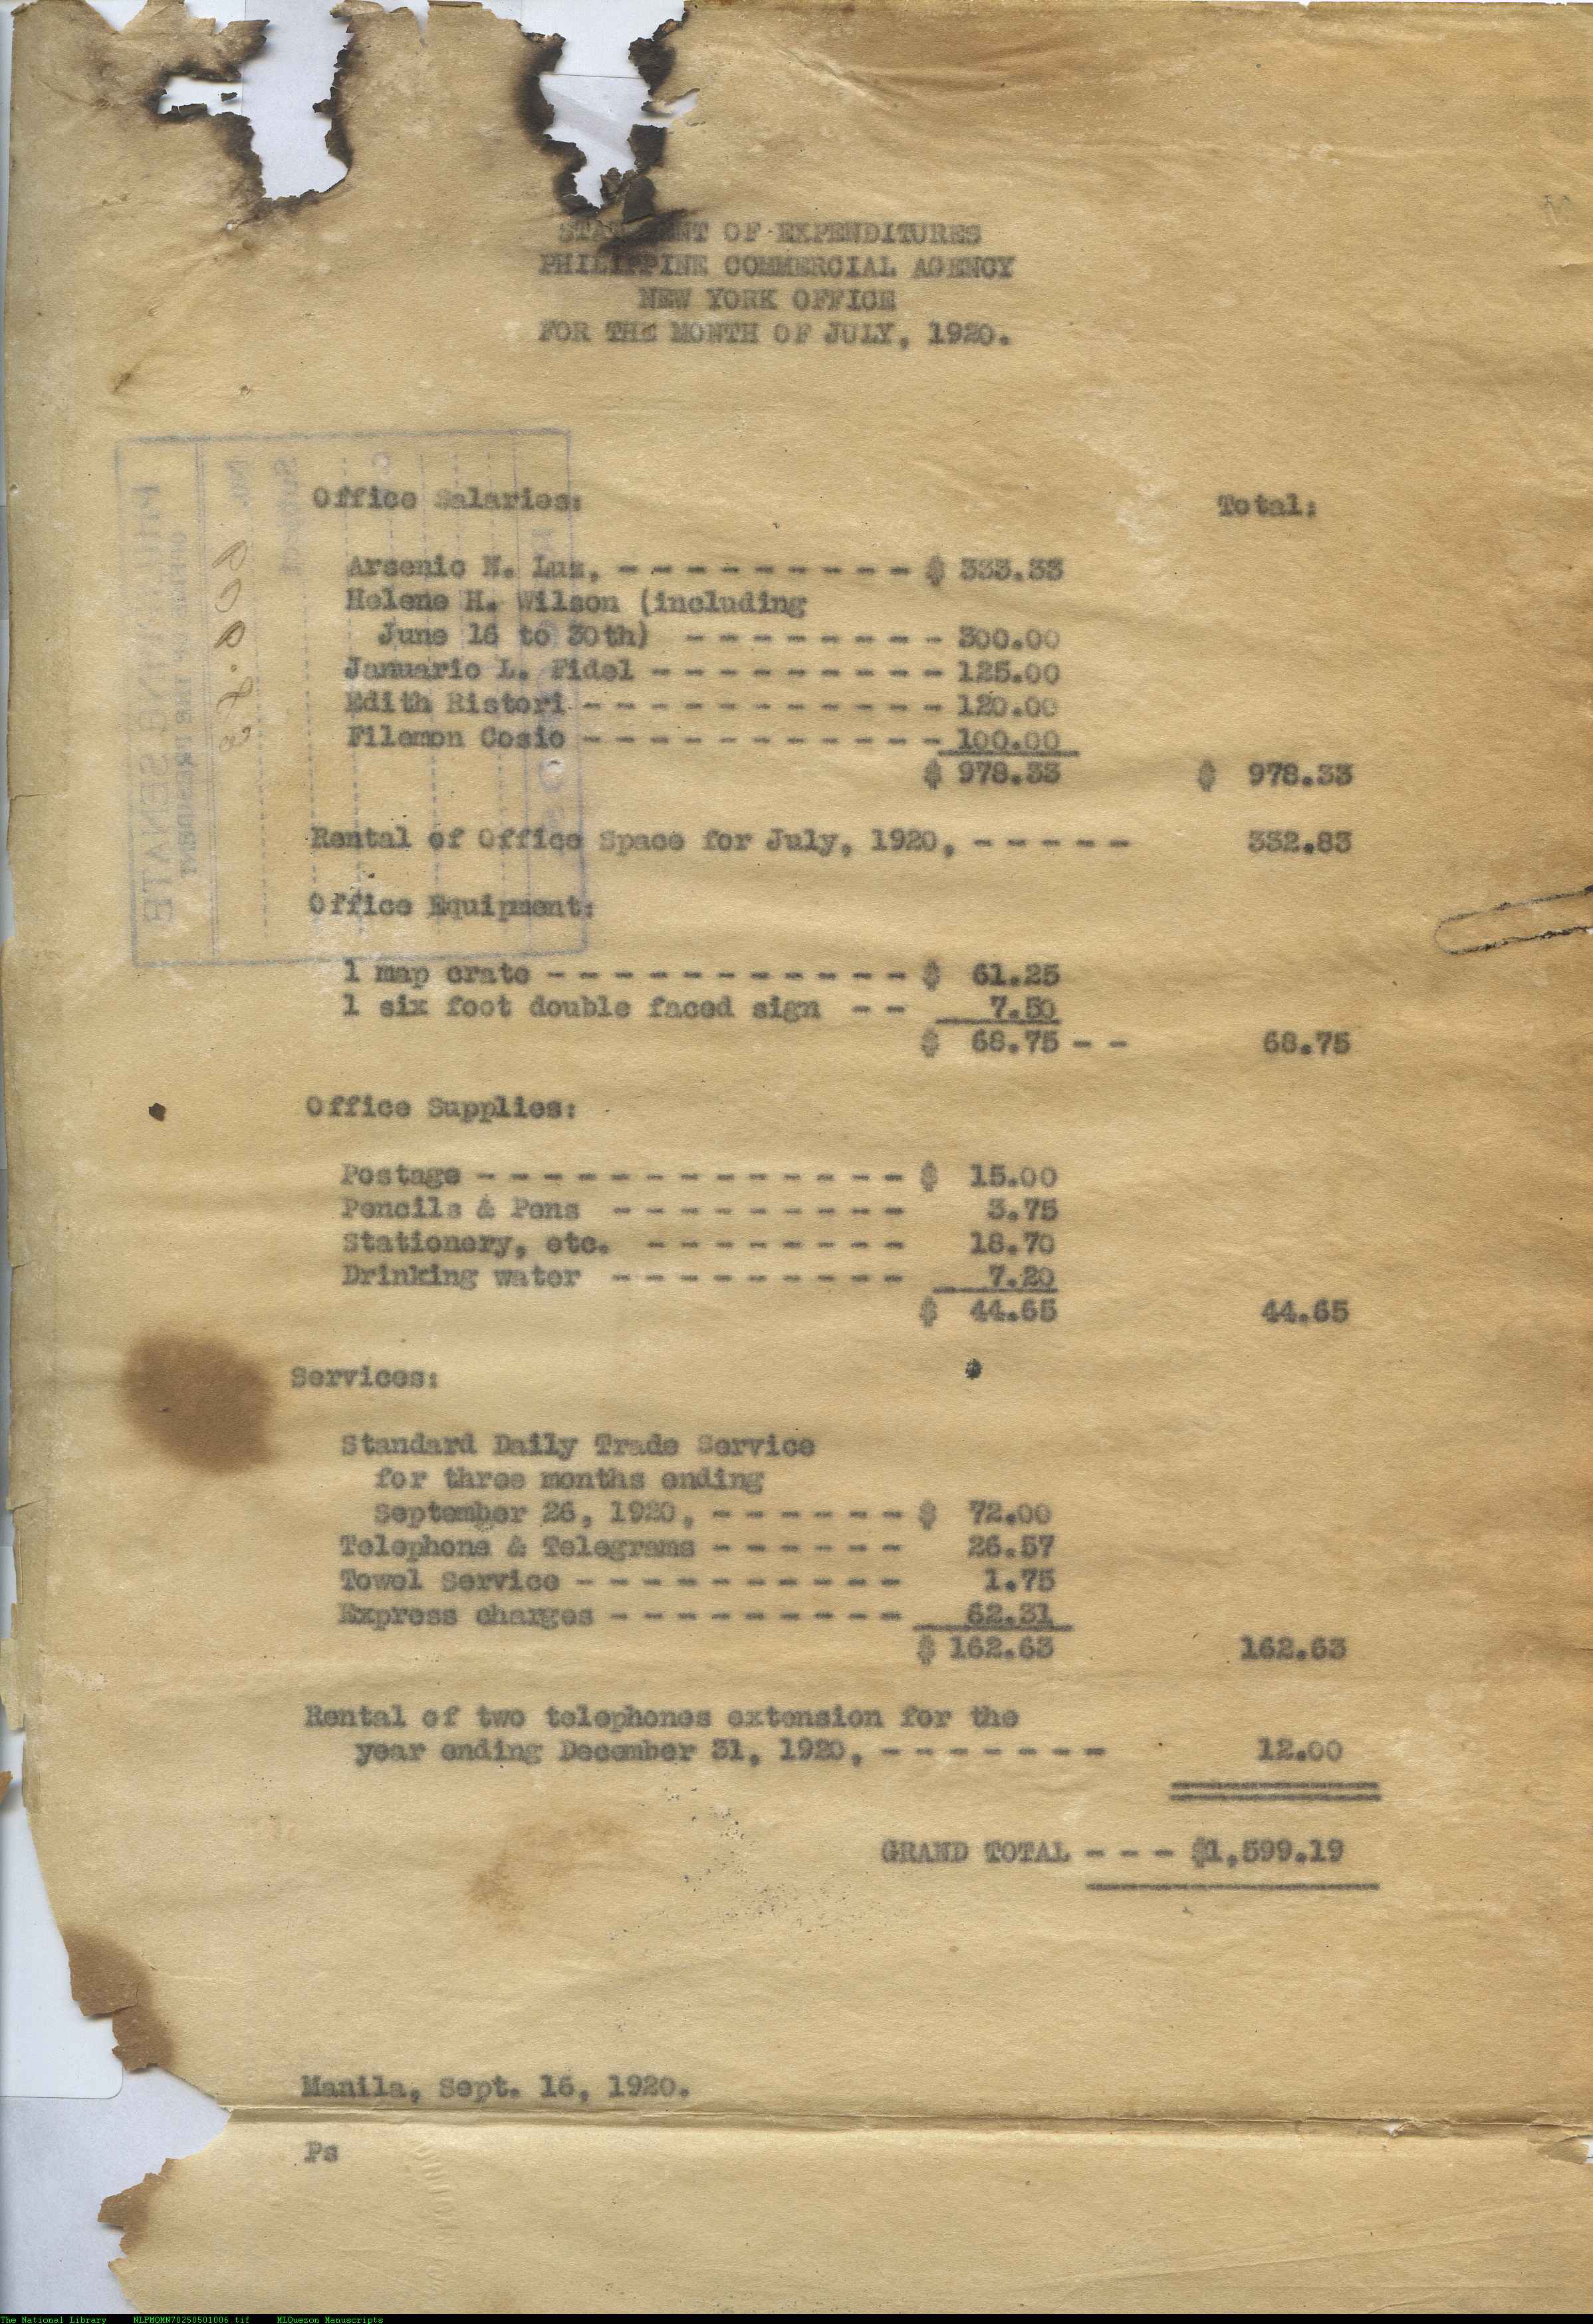 STATEMENT OF EXPENDITURES
PHILIPPINE COMMERCIAL AGENCY
NEW YORK OFFICE
FOR THE MONTH OF JULY, 1920.
Office Salaries: Total:
Arsenio N. Luz, - - - - - - - - - $ 333.33
Helene H. Wilson (including
June 16 to 30th) - - - - - - - - 300.00
Januario L. Fidel - - - - - - - - - 125.00
Edith Ristori - - - - - - - - - - - 120.00
Filemon Cosio - - - - - - - - - - - 100.00
$ 978.33 $ 978.33
Rental of Office Space for July, 1920, - - - - - 332.83
Office Equipment:
1 map crate - - - - - - - - - - - $ 61.25
1 six foot double faced sign - - 7.50
$ 68.75 - - 68.75
Office Supplies:
Postage - - - - - - - - - - - - - $ 15.00
Pencils & Pens - - - - - - - - - 3.75
Stationery, etc. - - - - - - - - 18.70
Drinking water - - - - - - - - - 7.20
$ 44.65 44.65
Services:
Standard Daily Trade Service
for three months ending
September 26, 1920, - - - - - - $ 72.00
Telephone & Telegrams - - - - - - 26.57
Towel Service - - - - - - - - - - 1.75
Express charges - - - - - - - - - 62.31
$ 162.63 162.63
Rental of two telephones extension for the
year ending December 31, 1920, - - - - - - - 12.00
GRAND TOTAL - - - $1,599.19
Manila, Sept. 16, 1920.
Ps
The National Library NLPMQMN70250501006.tif MLQuezon Manuscripts